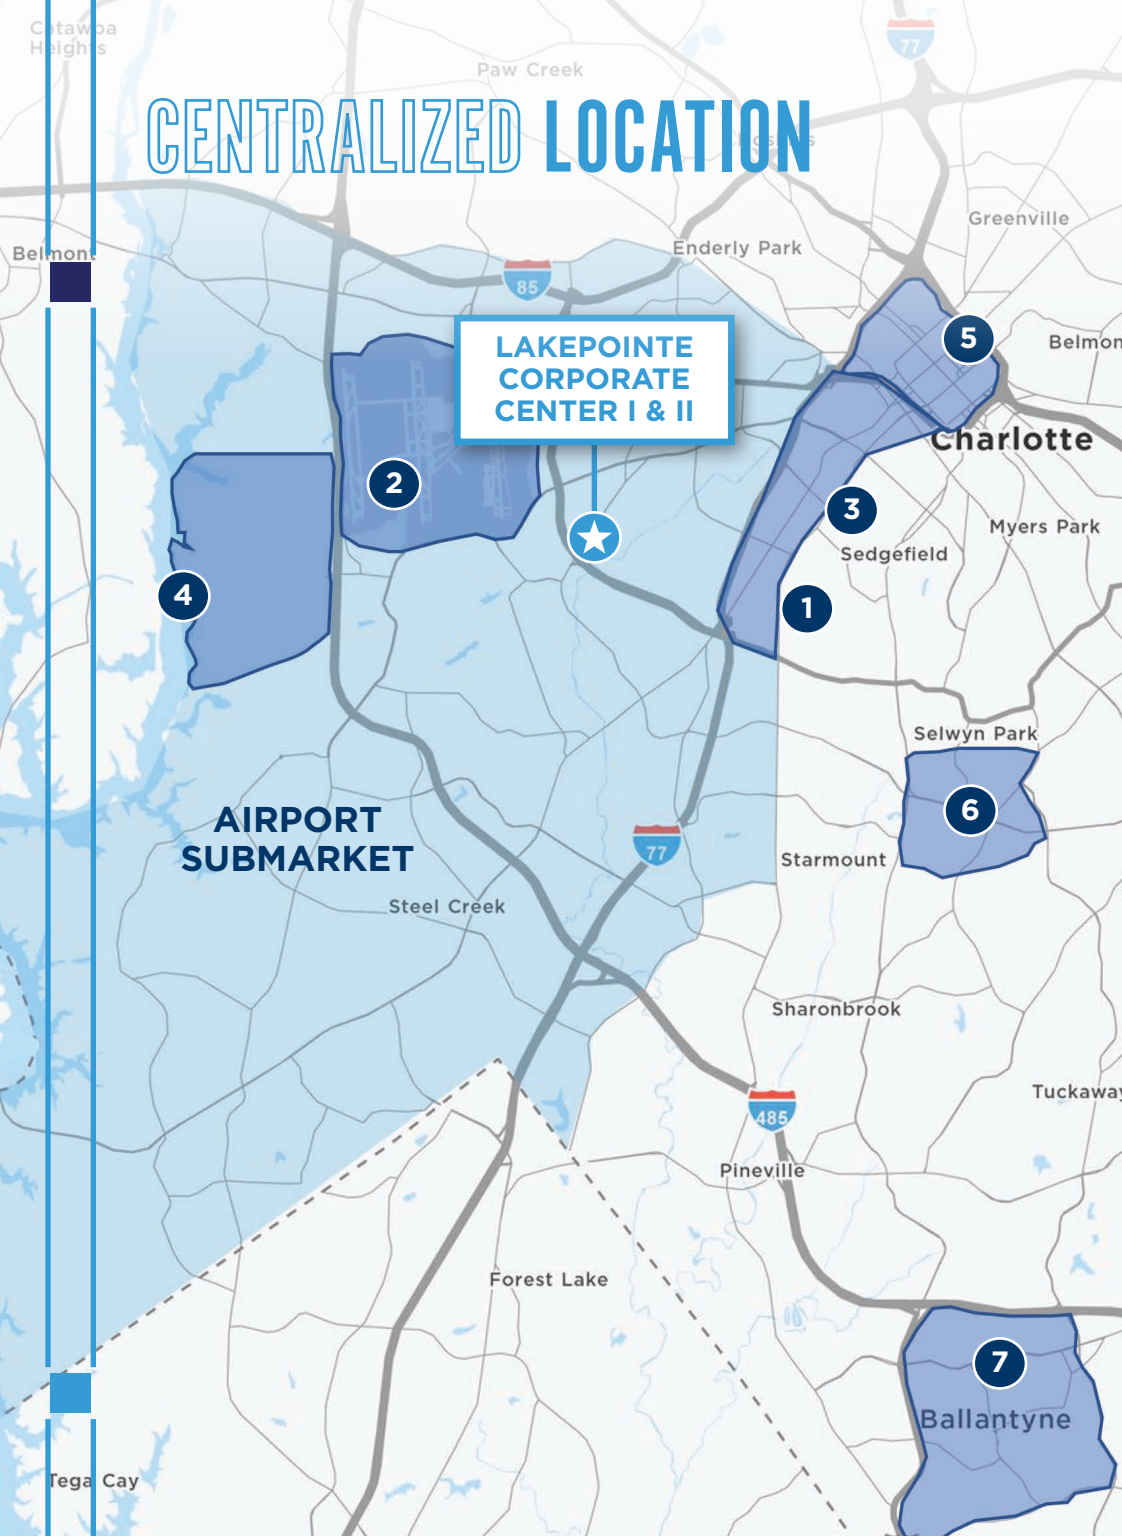 Catawba
Heights
77
Paw Creek
CENTRALIZED LOCATION
Greenville
Enderly Park
Belmont
85
LAKEPOINTE
CORPORATE
CENTER I & II
5
Belmon
Charlotte
2
3
Myers Park
Sedgefield
4
1
Selwyn Park
6
AIRPORT
SUBMARKET
77
Starmount
Steel Creek
Sharonbrook
Tuckaway
485
Pineville
Forest Lake
7
Ballantyne
Tega Cay